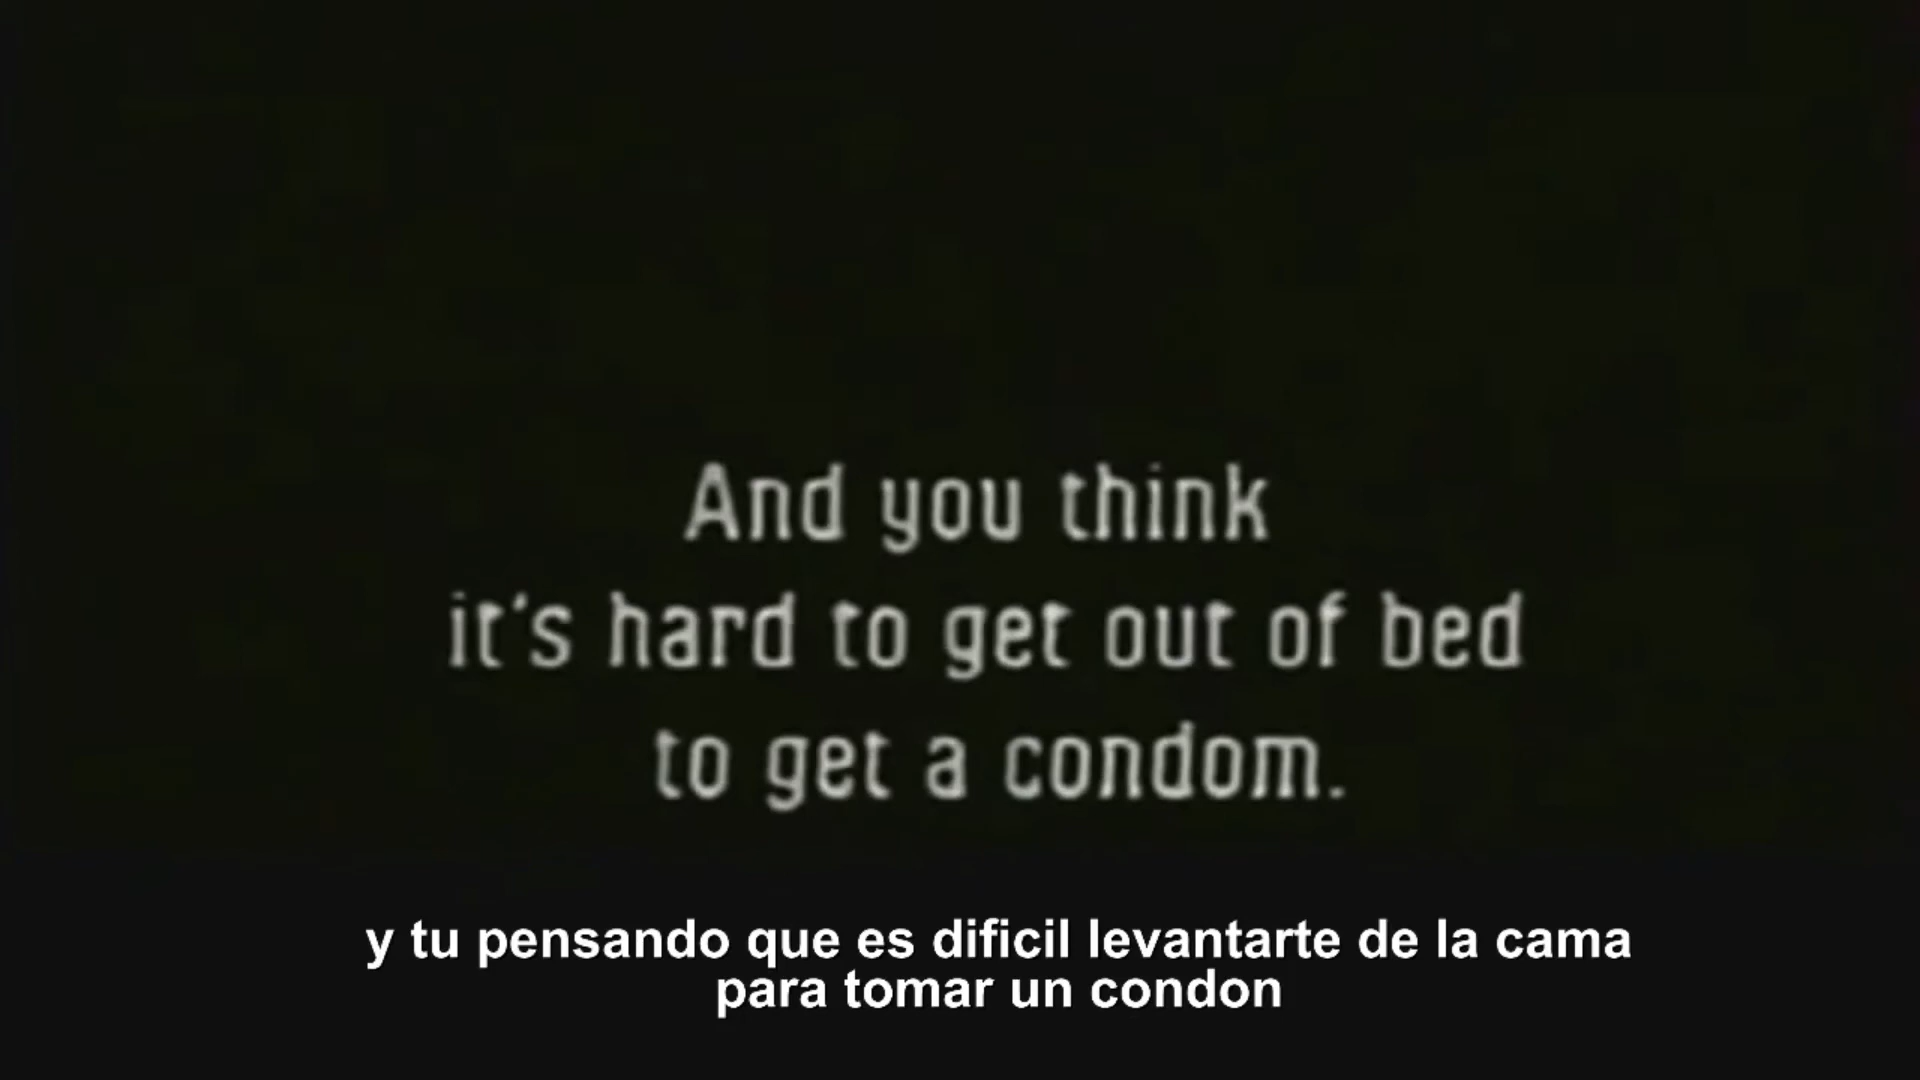 And you think
it's hard to get out of bed
to get a condom.
y tu pensando que es dificil levantarte de la cama
para tomar un condon